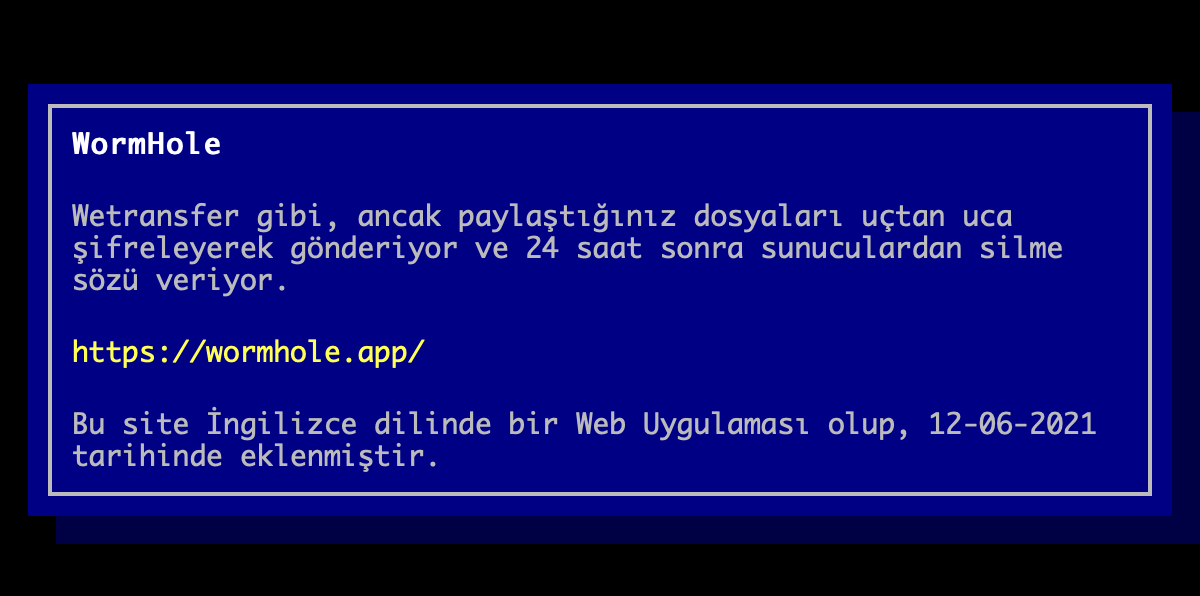 WormHole
Wetransfer gibi, ancak paylaştığınız dosyaları uçtan uca
şifreleyerek gönderiyor ve 24 saat sonra sunuculardan silme
sözü veriyor.
https://wormhole.app/
Bu site İngilizce dilinde bir Web Uygulaması olup, 12-06-2021
tarihinde eklenmiştir.